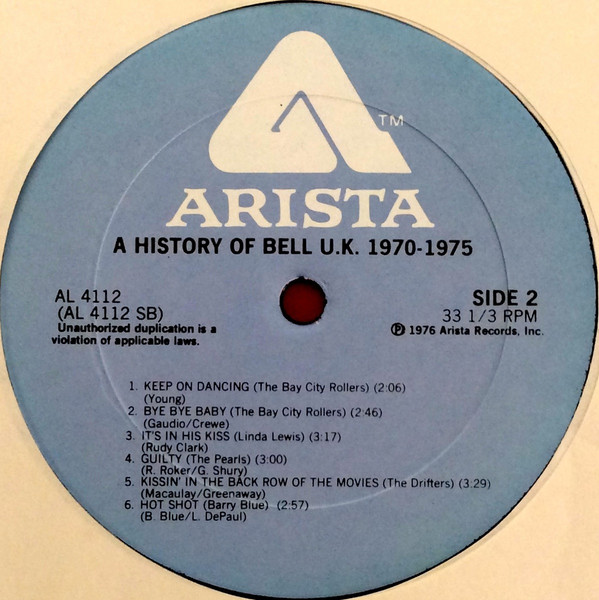 TM
ARISTA
A HISTORY OF BELL U.K. 1970-1975
AL 4112
(AL 4112 SB)
Unauthorized duplication is a
violation of applicable laws.
SIDE 2
33 1/3 RPM
℗ 1976 Arista Records, Inc.
1. KEEP ON DANCING (The Bay City Rollers) (2:06)
(Young)
2. BYE BYE BABY (The Bay City Rollers) (2:46)
(Gaudio/Crewe)
3. IT'S IN HIS KISS (Linda Lewis) (3:17)
(Rudy Clark)
4. GUILTY (The Pearls) (3:00)
(R. Roker/G. Shury)
5. KISSIN' IN THE BACK ROW OF THE MOVIES (The Drifters) (3:29)
(Macaulay/Greenaway)
6. HOT SHOT (Barry Blue) (2:57)
(B. Blue/L. DePaul)